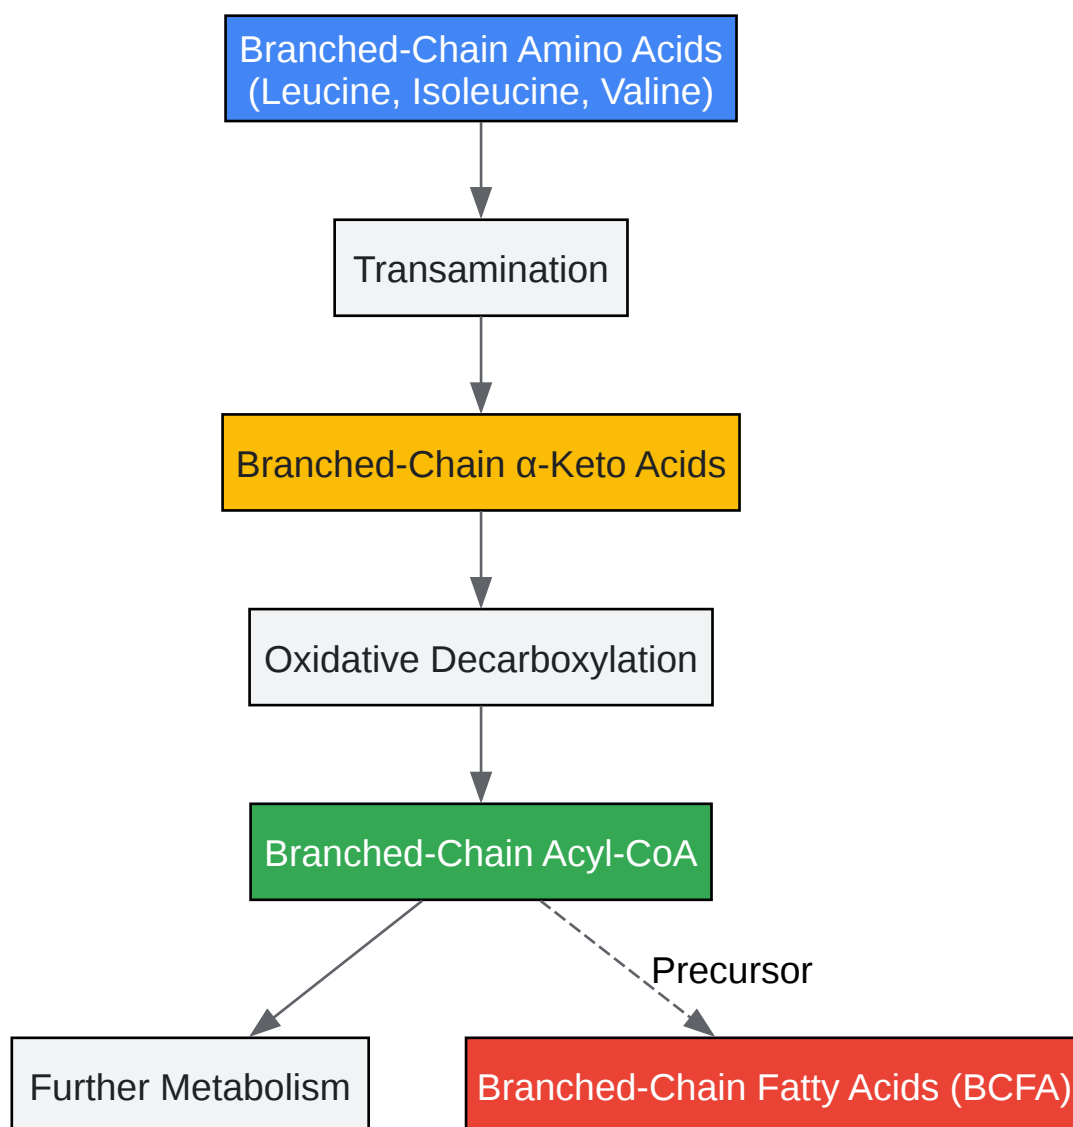 Branched-Chain Amino Acids
(Leucine, Isoleucine, Valine)
Transamination
Branched-Chain α-Keto Acids
Oxidative Decarboxylation
Branched-Chain Acyl-CoA
Precursor
Further Metabolism
Branched-Chain Fatty Acids (BCFA)